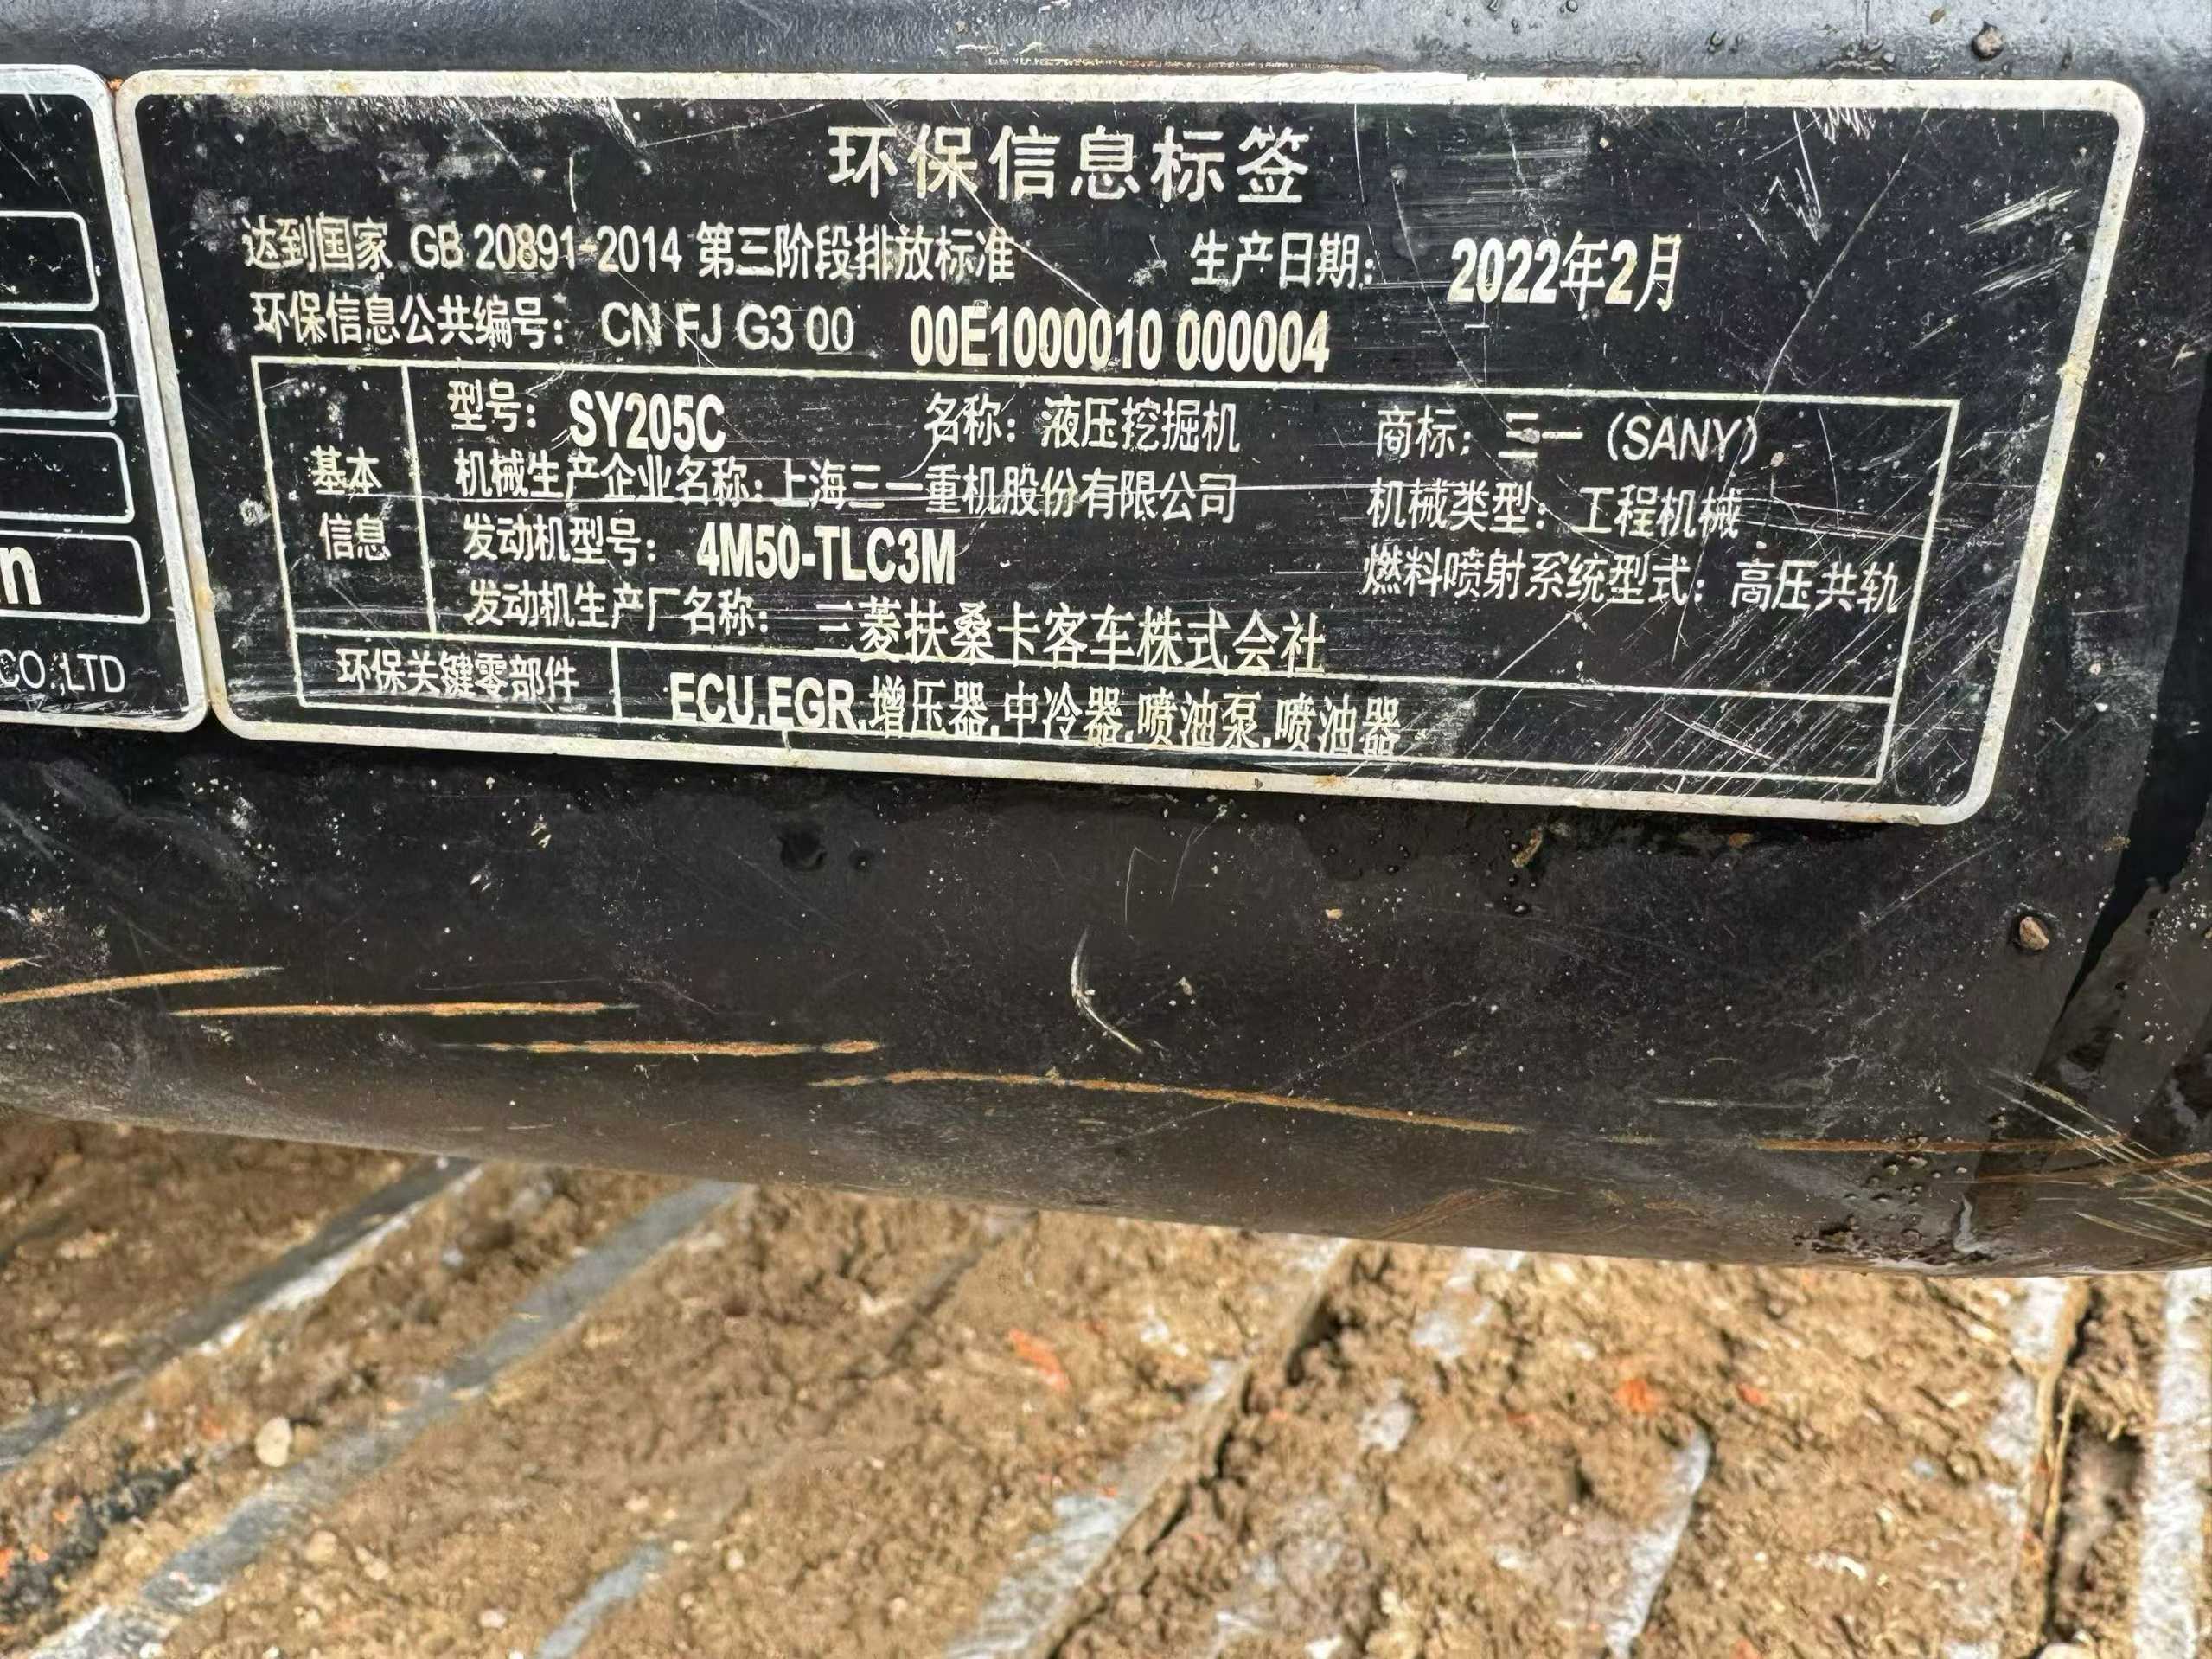 环保信息标签
达到国家 GB 20891-2014 第三阶段排放标准 生产日期: 2022年2月
环保信息公共编号: CN FJ G3 00 00E1000010 000004
基本信息
型号: SY205C 名称: 液压挖掘机 商标: 三一 (SANY)
机械生产企业名称: 上海三一重机股份有限公司 机械类型: 工程机械
发动机型号: 4M50-TLC3M 燃料喷射系统型式: 高压共轨
发动机生产厂名称: 三菱扶桑卡客车株式会社
环保关键零部件 ECU,EGR,增压器,中冷器,喷油泵,喷油器
n
CO.,LTD